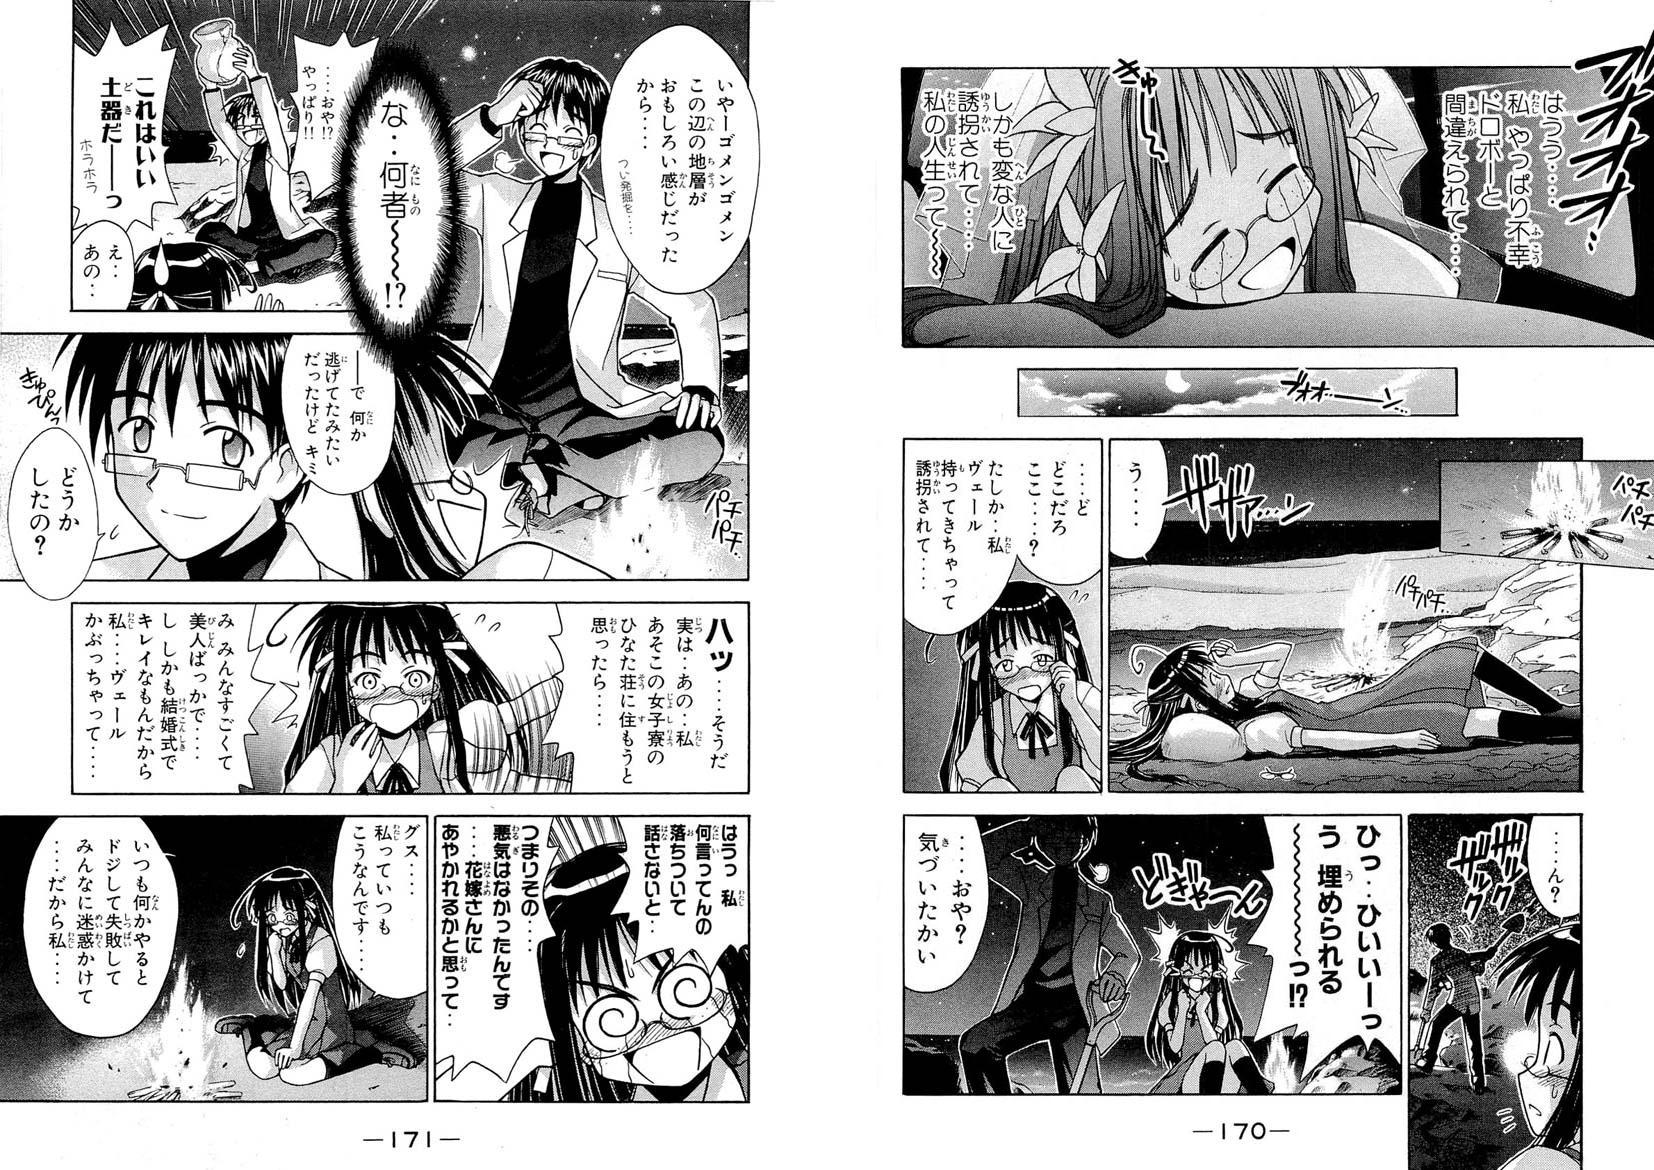 はうう‥‥
私 やっぱり不幸
ドロボーと
間違えられて‥‥
しかも変な人に
誘拐されて‥‥
私の人生って〜〜
きゅーん
ブオオーーン‥
パチ
パチ
ザザァァ‥ン
パチパチ‥
う‥‥
‥‥ど
どこだろ
ここ‥‥?
たしか‥私
ヴェール
持ってきちゃって
誘拐されて‥‥
‥‥ん?
ザック
ザック
ひっ‥ひいいーっ
う 埋められる
〜〜〜〜っ!?
どぎゃーん
‥‥おや?
気づいたかい
—170—
いやーゴメンゴメン
この辺の地層が
おもしろい感じだった
から‥‥
つい発掘を‥‥
な‥何者〜〜〜!?
‥‥おや!?
やっぱり!!
これはいい
土器だーーっ
ホラホラ
え‥
あの‥
パチ
パチ‥
ーーで 何か
逃げてたみたい
だったけど キミ
きゅぴんっ
どうか
したの?
ハッ‥‥そうだ
実は‥あの‥私
あそこの女子寮の
ひなた荘に住もうと
思ったら‥‥
み みんなすごくて
美人ばっかで‥‥
し しかも結婚式で
キレイなもんだから
私‥‥ヴェール
かぶっちゃって‥‥
はうっ 私
何言ってんの
落ちついて
話さないと‥
つまりその‥‥
悪気はなかったんです
‥‥花嫁さんに
あやかれるかと思って‥
グス‥‥
私っていつも
こうなんです‥‥
いつも何かやると
ドジして失敗して
みんなに迷惑かけて
‥‥だから私‥‥
—171—